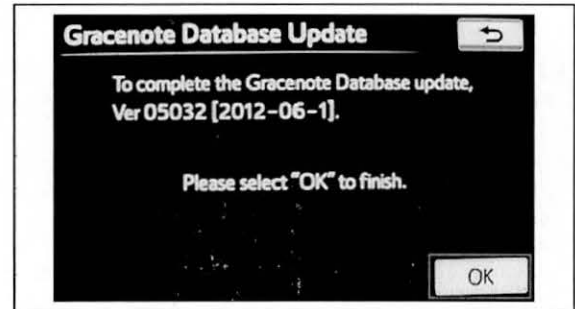 Gracenote Database Update
To complete the Gracenote Database update,
Ver 05032 [2012-06-1].
Please select "OK" to finish.
OK